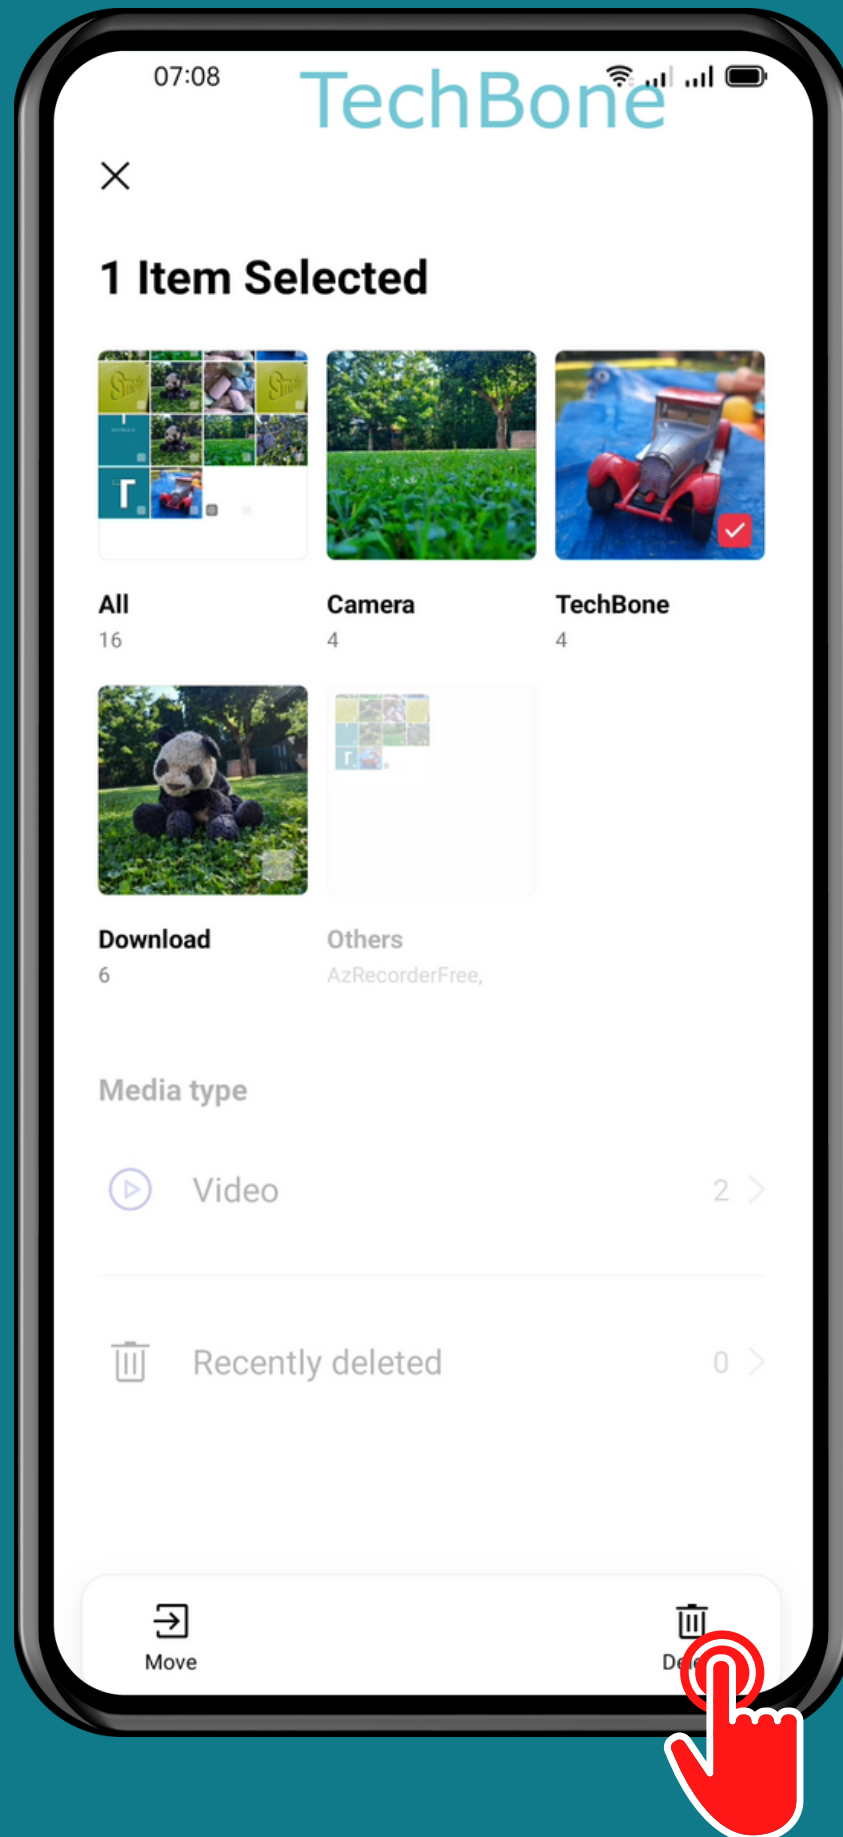 07:08
TechBone
1 Item Selected
All
16
Camera
4
TechBone
4
Download
6
Others
AzRecorderFree,
Media type
Video
2
Recently deleted
0
Move